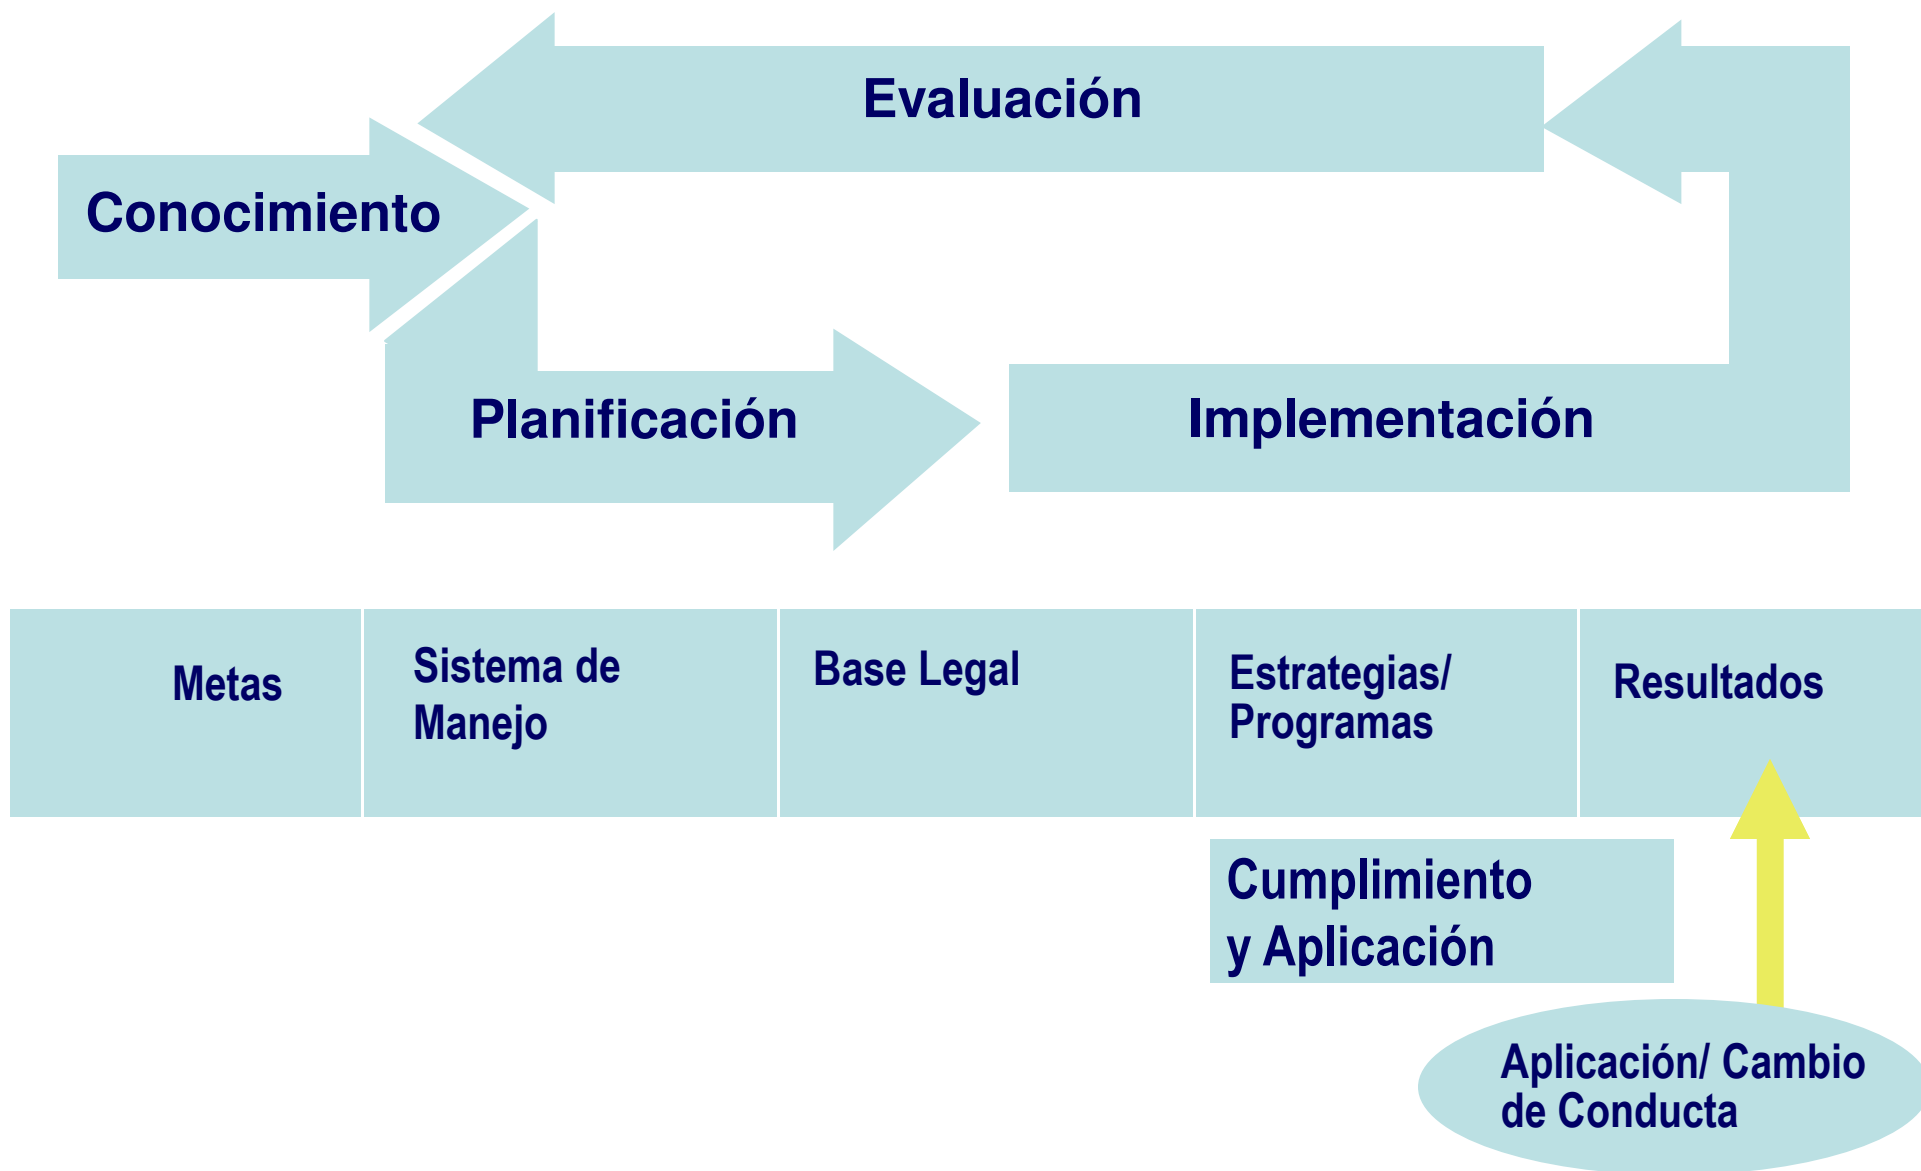 Evaluación
Conocimiento
Planificación
Implementación
Metas
Sistema de
Manejo
Base Legal
Estrategias/
Programas
Resultados
Cumplimiento
y Aplicación
Aplicación/ Cambio
de Conducta